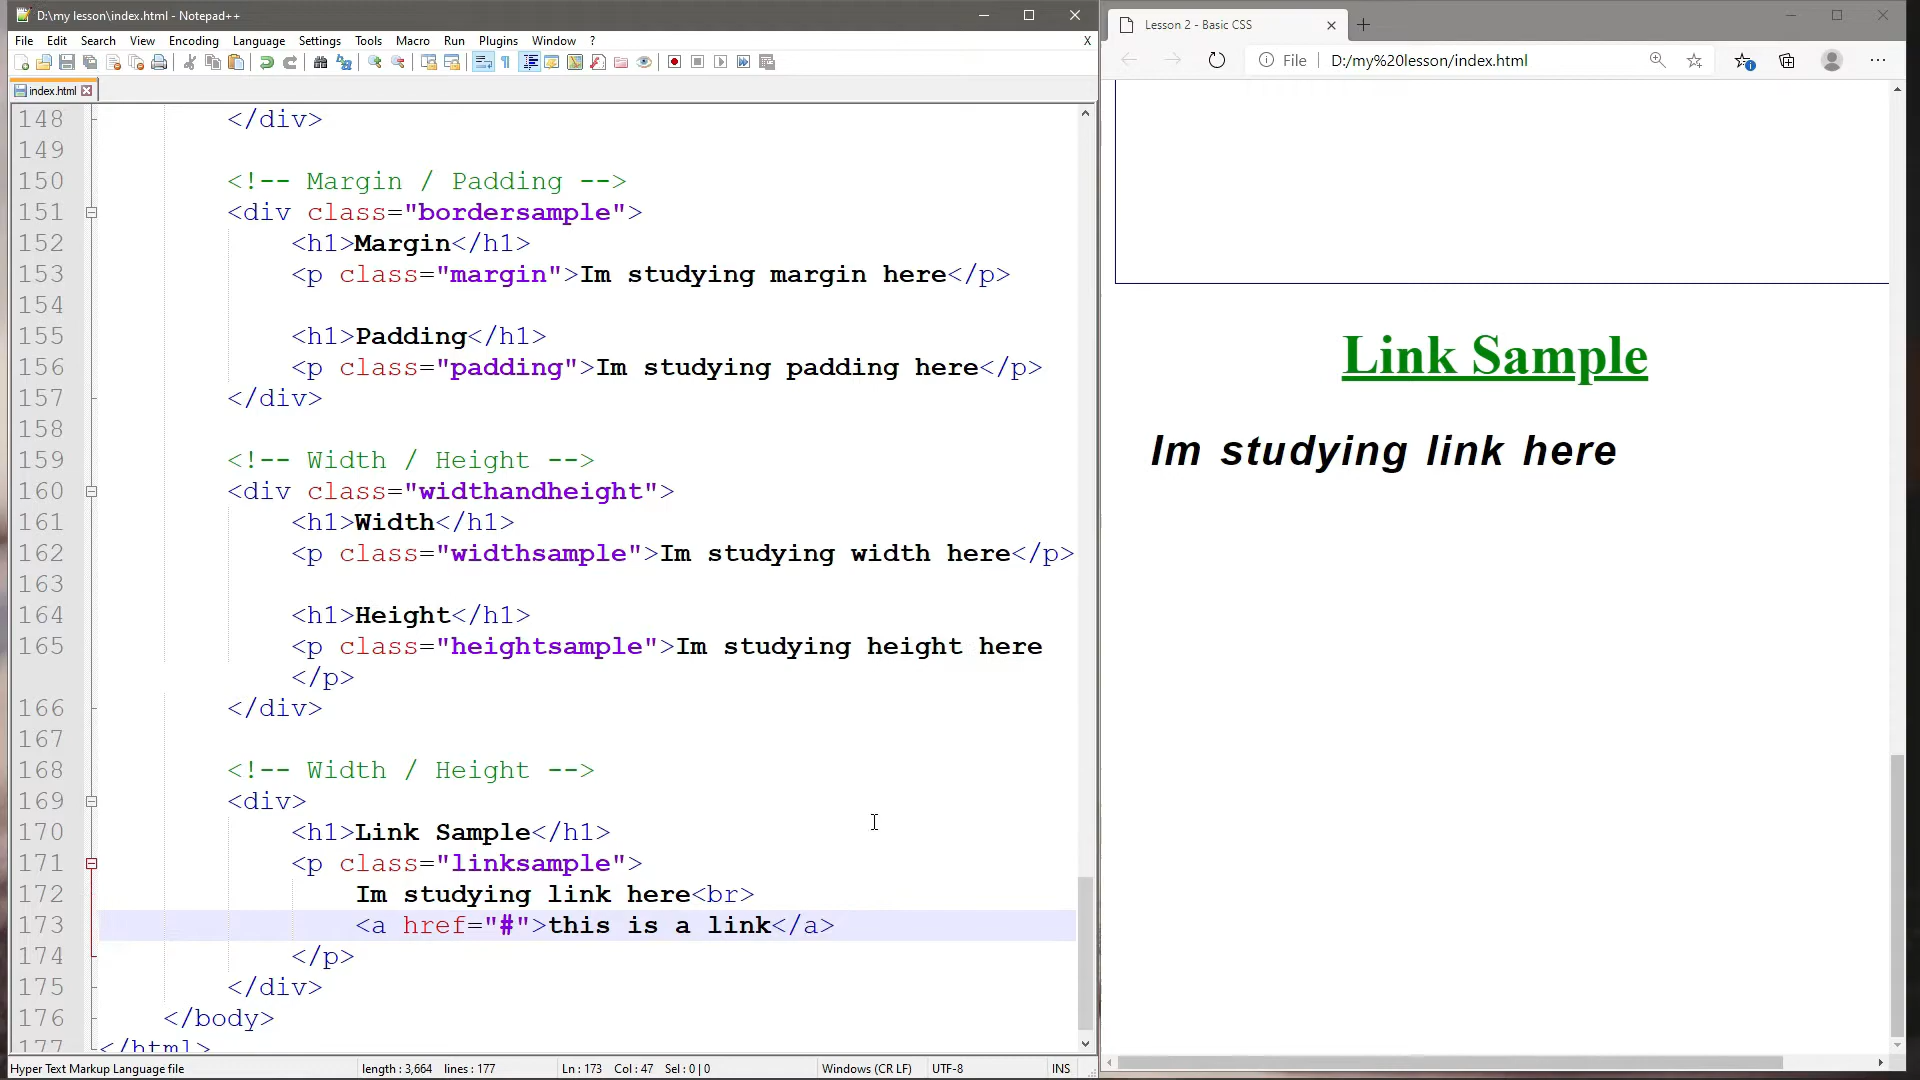 D:\my lesson\index.html - Notepad++
File Edit Search View Encoding Language Settings Tools Macro Run Plugins Window ? X
index.html
148 </div>
149
150 <!-- Margin / Padding -->
151 <div class="bordersample">
152 <h1>Margin</h1>
153 <p class="margin">Im studying margin here</p>
154
155 <h1>Padding</h1>
156 <p class="padding">Im studying padding here</p>
157 </div>
158
159 <!-- Width / Height -->
160 <div class="widthandheight">
161 <h1>Width</h1>
162 <p class="widthsample">Im studying width here</p>
163
164 <h1>Height</h1>
165 <p class="heightsample">Im studying height here
</p>
166 </div>
167
168 <!-- Width / Height -->
169 <div>
170 <h1>Link Sample</h1>
171 <p class="linksample">
172 Im studying link here<br>
173 <a href="#">this is a link</a>
174 </p>
175 </div>
176 </body>
177 </html>
Hyper Text Markup Language file length : 3,664 lines : 177 Ln : 173 Col : 47 Sel : 0 | 0 Windows (CR LF) UTF-8 INS
Lesson 2 - Basic CSS
File D:/my%20lesson/index.html
Link Sample
Im studying link here